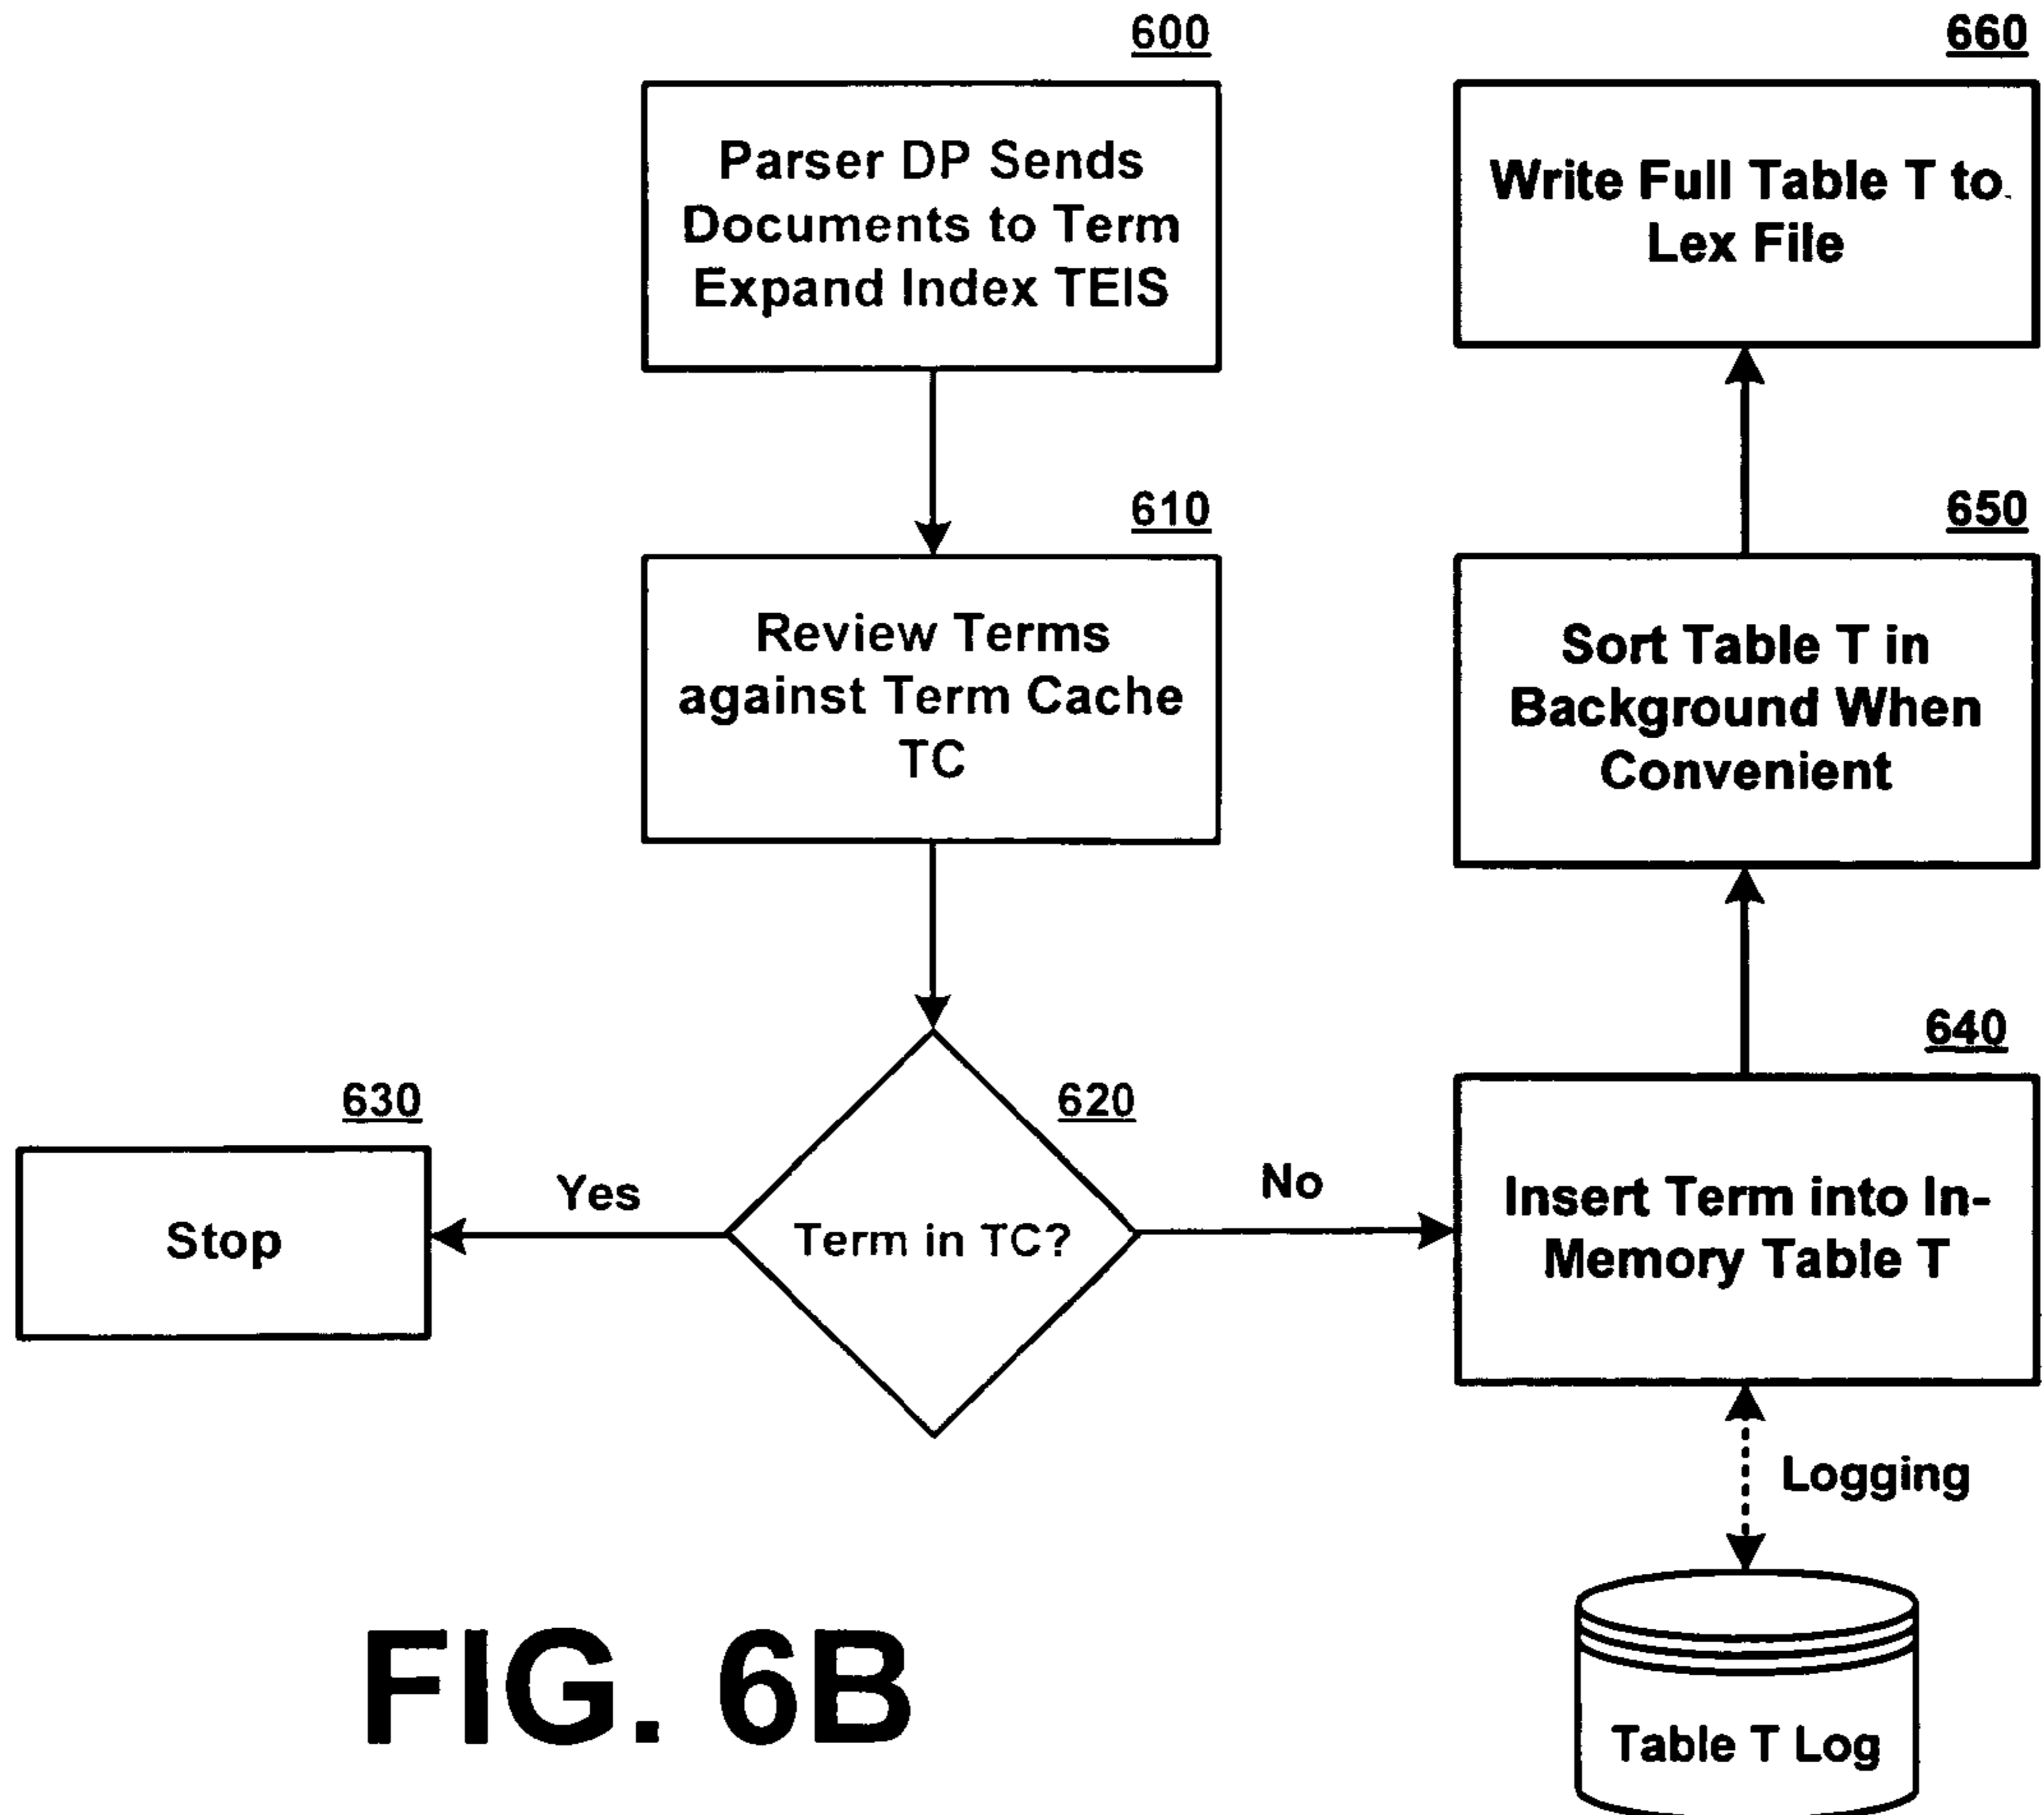 600
Parser DP Sends
Documents to Term
Expand Index TEIS
610
Review Terms
against Term Cache
TC
620
Term in TC?
Yes
630
Stop
No
640
Insert Term into In-
Memory Table T
Logging
Table T Log
650
Sort Table T in
Background When
Convenient
660
Write Full Table T to
Lex File
FIG. 6B